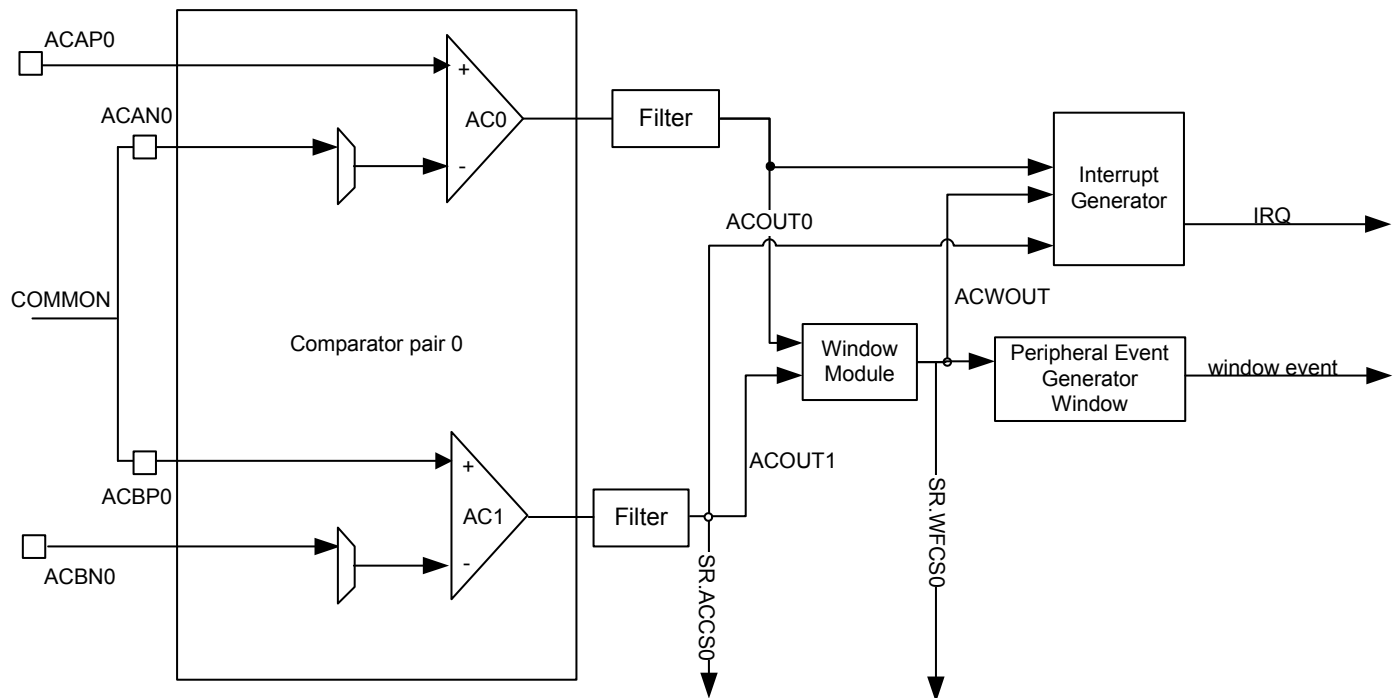 ACAP0
+
AC0
-
Filter
ACAN0
Interrupt
Generator
IRQ
ACOUT0
COMMON
ACWOUT
Comparator pair 0
Window
Module
Peripheral Event
Generator
Window
window event
ACBP0
+
AC1
-
Filter
ACOUT1
ACBN0
SR.ACCS0
SR.WFCS0